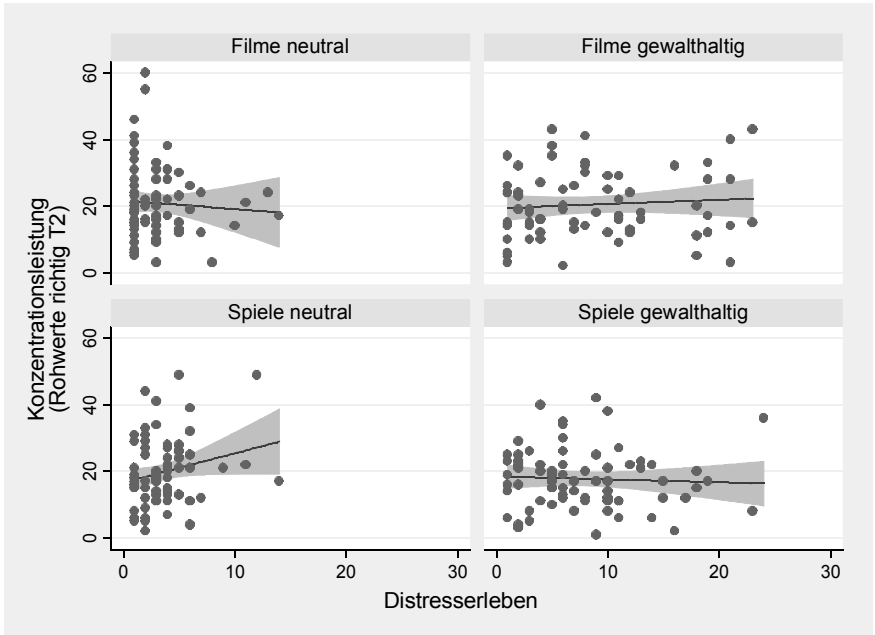 Filme neutral
Filme gewalthaltig
60
40
20
0
Spiele neutral
Spiele gewalthaltig
60
40
20
0
Konzentrationsleistung
(Rohwerte richtig T2)
0 10 20 30
0 10 20 30
Distresserleben